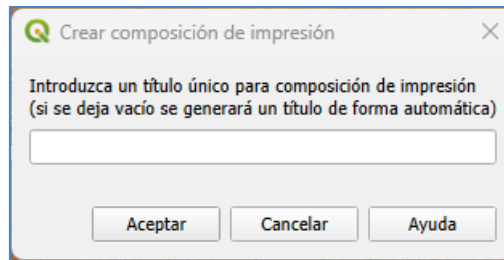 Crear composición de impresión
Introduzca un título único para composición de impresión
(si se deja vacío se generará un título de forma automática)
Aceptar Cancelar Ayuda